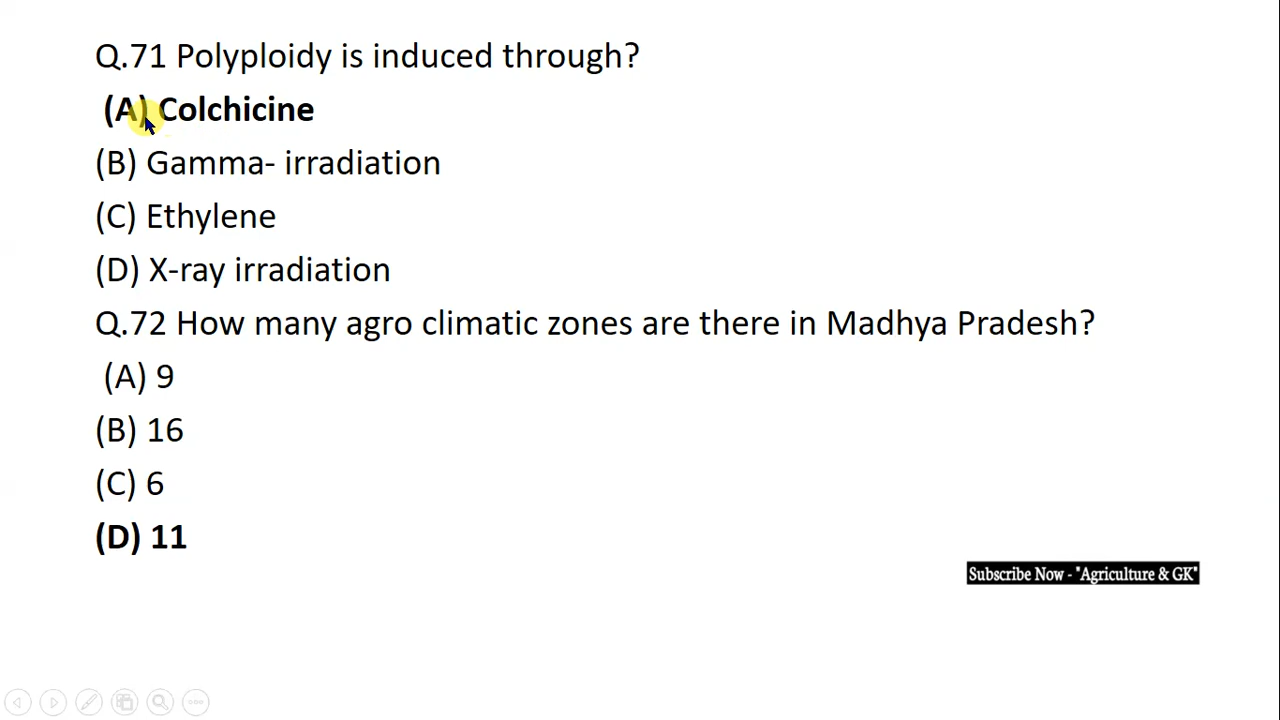 Q.71 Polyploidy is induced through?
(A) Colchicine
(B) Gamma- irradiation
(C) Ethylene
(D) X-ray irradiation
Q.72 How many agro climatic zones are there in Madhya Pradesh?
(A) 9
(B) 16
(C) 6
(D) 11
Subscribe Now - "Agriculture & GK"